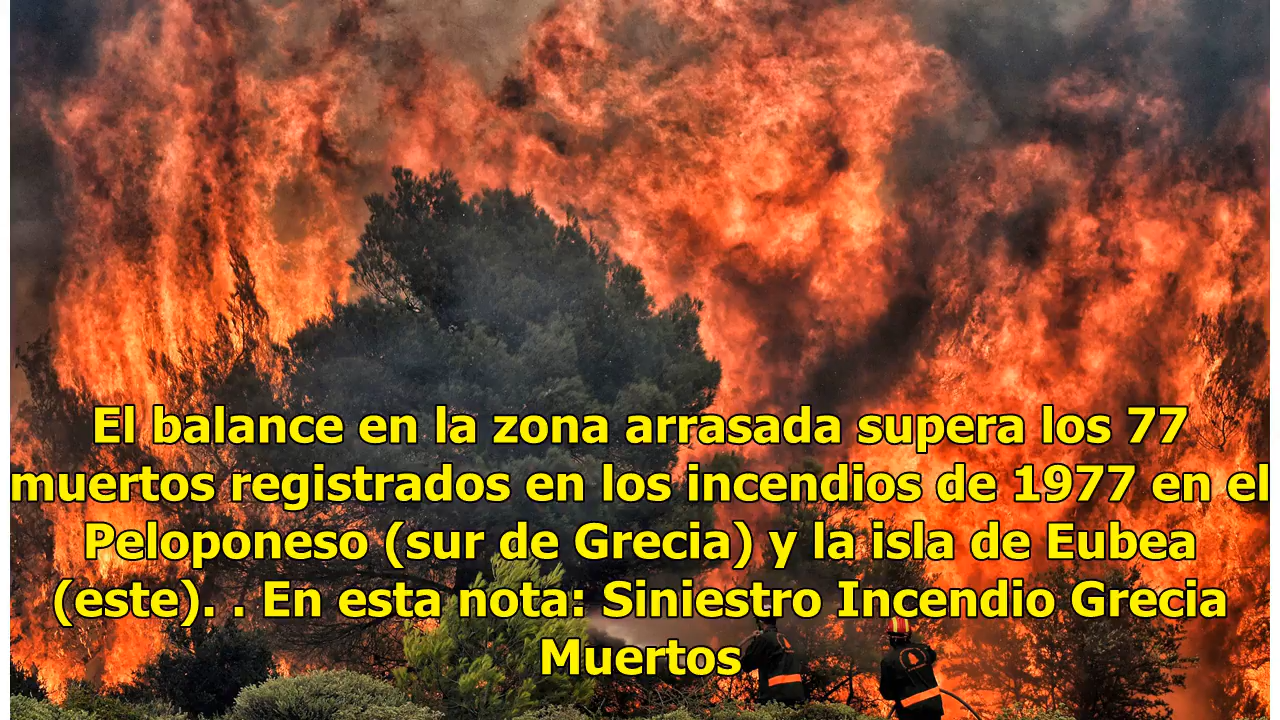 El balance en la zona arrasada supera los 77
muertos registrados en los incendios de 1977 en el
Peloponeso (sur de Grecia) y la isla de Eubea
(este). . En esta nota: Siniestro Incendio Grecia
Muertos